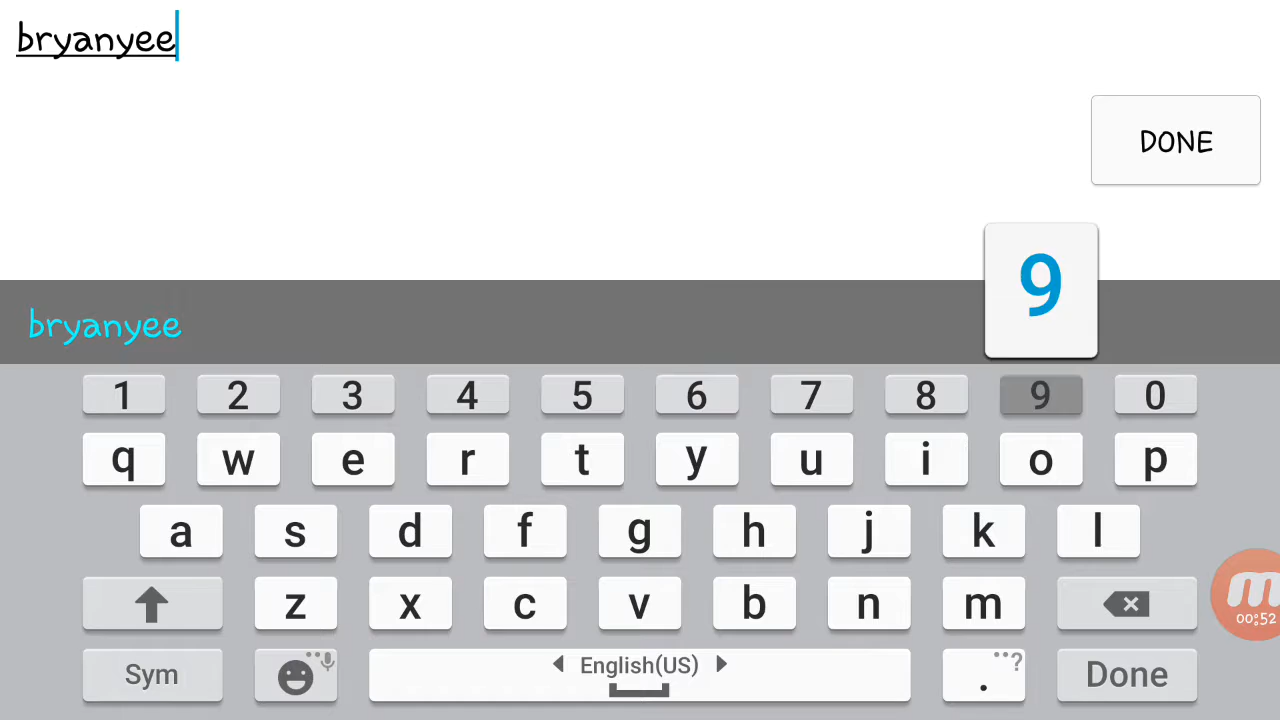 bryanyee
DONE
9
bryanyee
1 2 3 4 5 6 7 8 9 0
q w e r t y u i o p
a s d f g h j k l
z x c v b n m
00:52
Sym English(US) . ? Done